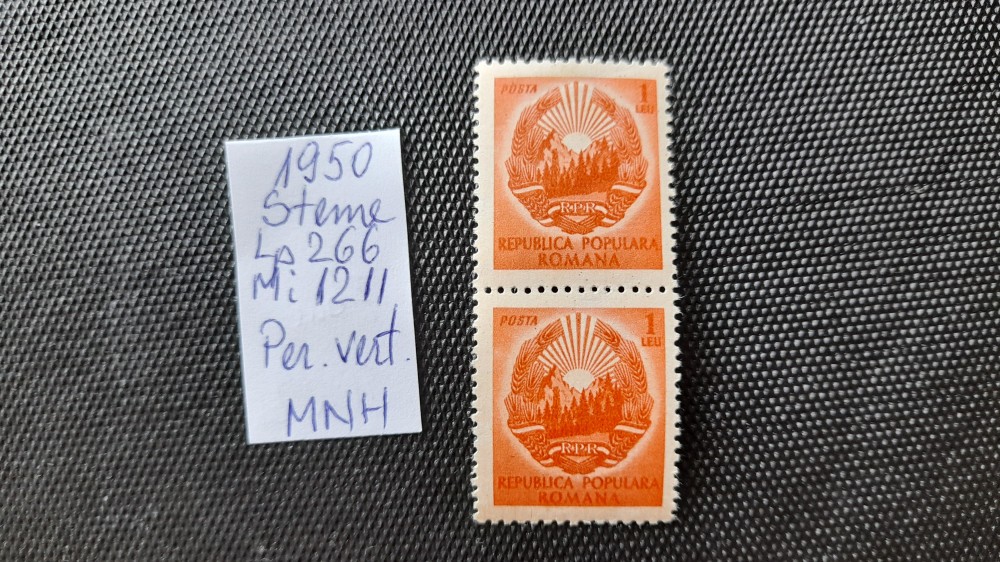 1950
Steme
Lp 266
Mi 1211
Per. vert.
MNH
POSTA 1
LEU
RPR
REPUBLICA POPULARA
ROMANA
POSTA 1
LEU
RPR
REPUBLICA POPULARA
ROMANA